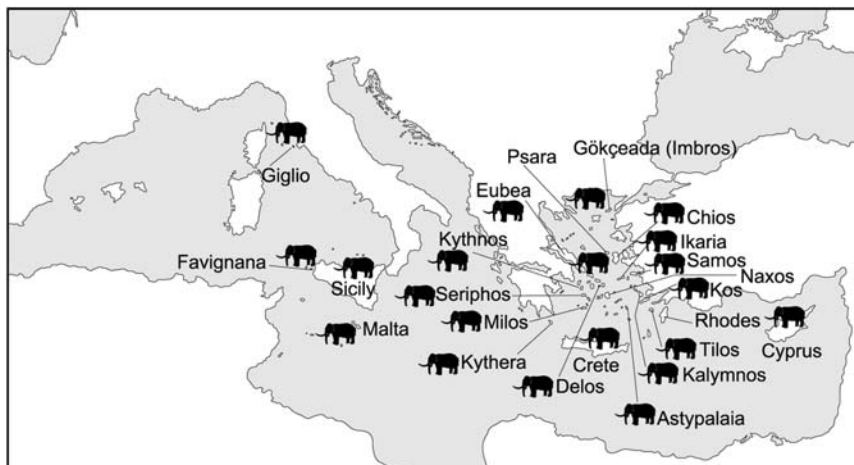 Psara
Gökçeada (Imbros)
Giglio
Eubea
Chios
Kythnos
Ikaria
Favignana
Samos
Sicily
Naxos
Seriphos
Kos
Malta
Milos
Rhodes
Cyprus
Kythera
Crete
Tilos
Delos
Kalymnos
Astypalaia